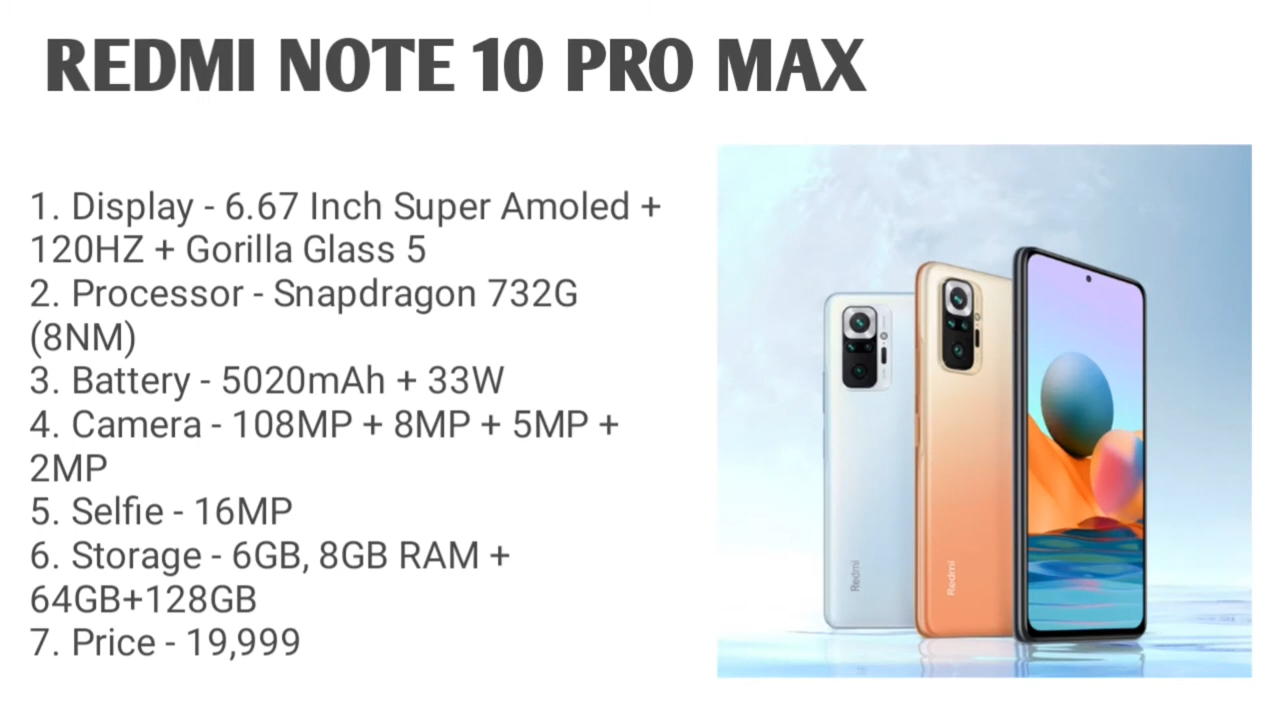 REDMI NOTE 10 PRO MAX
1. Display - 6.67 Inch Super Amoled +
120HZ + Gorilla Glass 5
2. Processor - Snapdragon 732G
(8NM)
3. Battery - 5020mAh + 33W
4. Camera - 108MP + 8MP + 5MP +
2MP
5. Selfie - 16MP
6. Storage - 6GB, 8GB RAM +
64GB+128GB
7. Price - 19,999
Redmi
Redmi